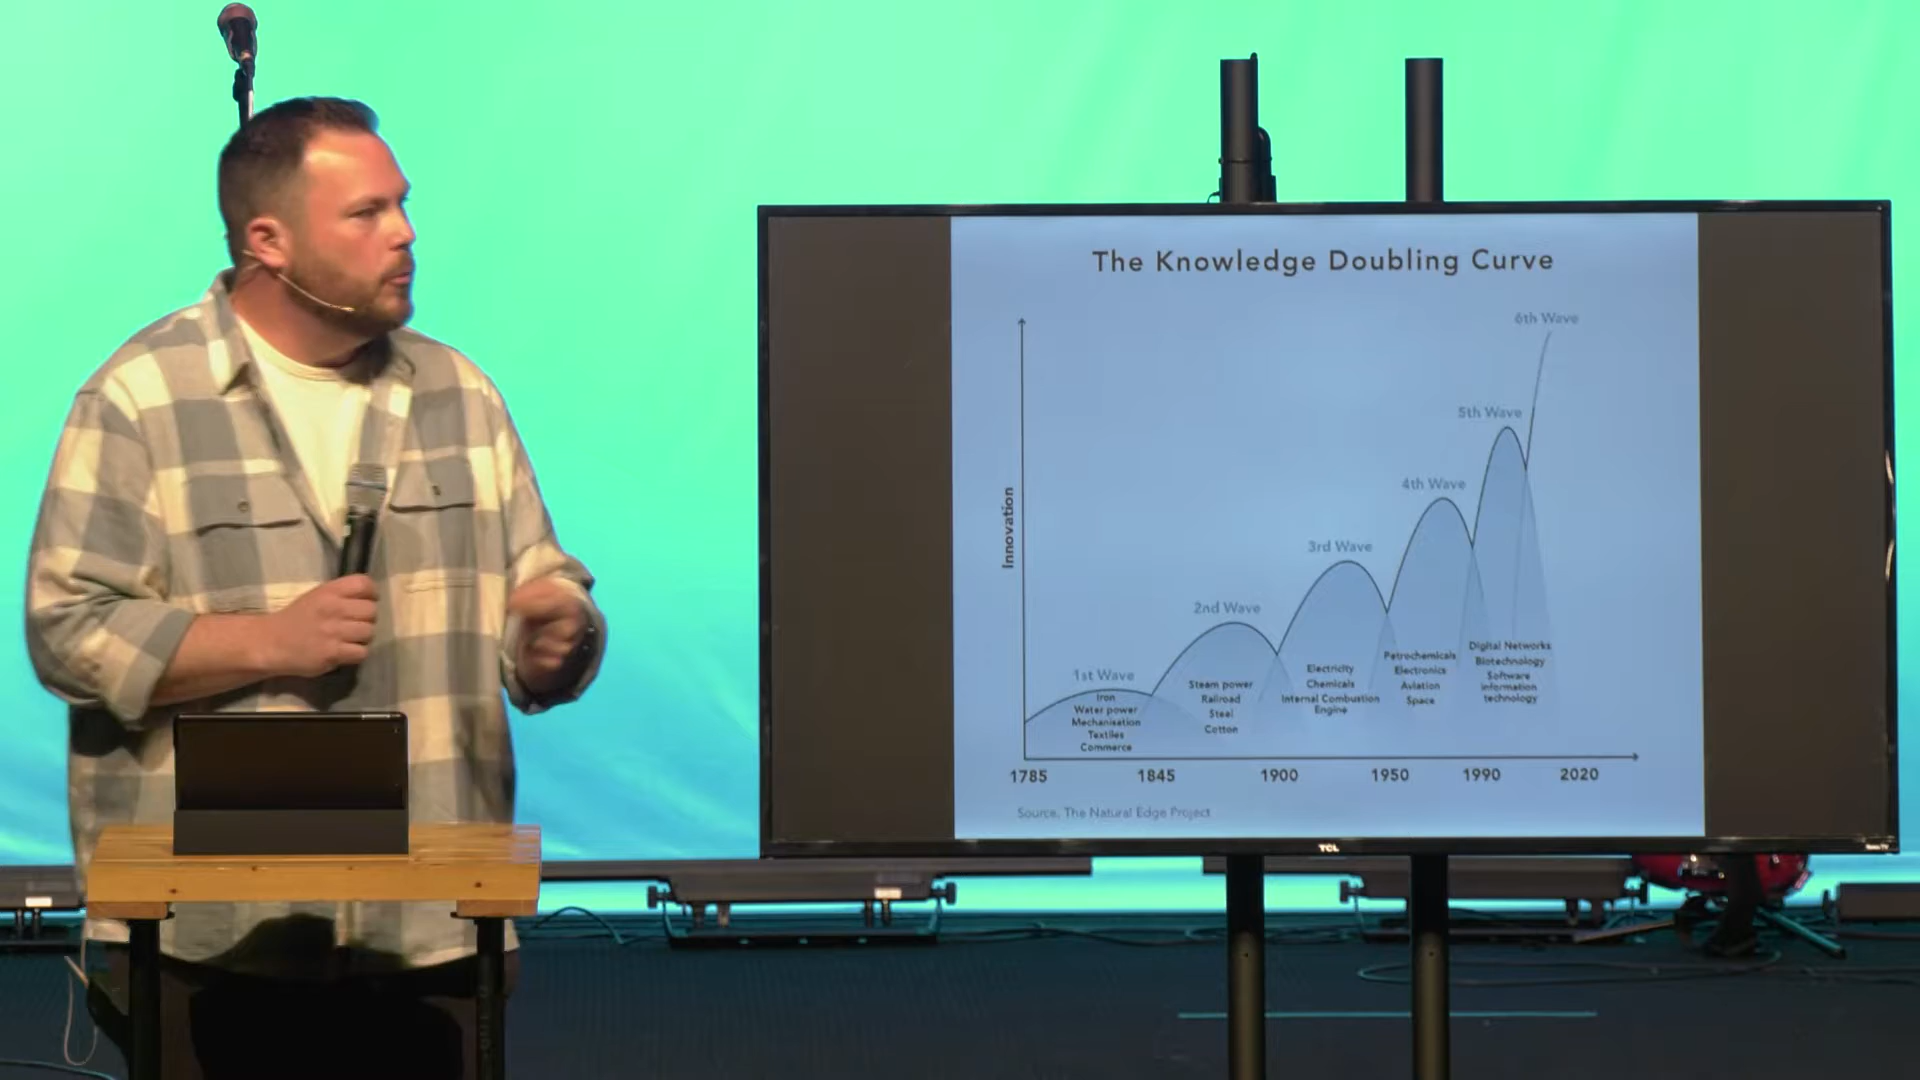 The Knowledge Doubling Curve
6th Wave
5th Wave
4th Wave
3rd Wave
2nd Wave
1st Wave
Innovation
Iron
Water power
Mechanisation
Textiles
Commerce
Steam power
Railroad
Steel
Cotton
Electricity
Chemicals
Internal Combustion
Engine
Petrochemicals
Electronics
Aviation
Space
Digital Networks
Biotechnology
Software
information
technology
1785 1845 1900 1950 1990 2020
Source, The Natural Edge Project
TCL
Roku TV